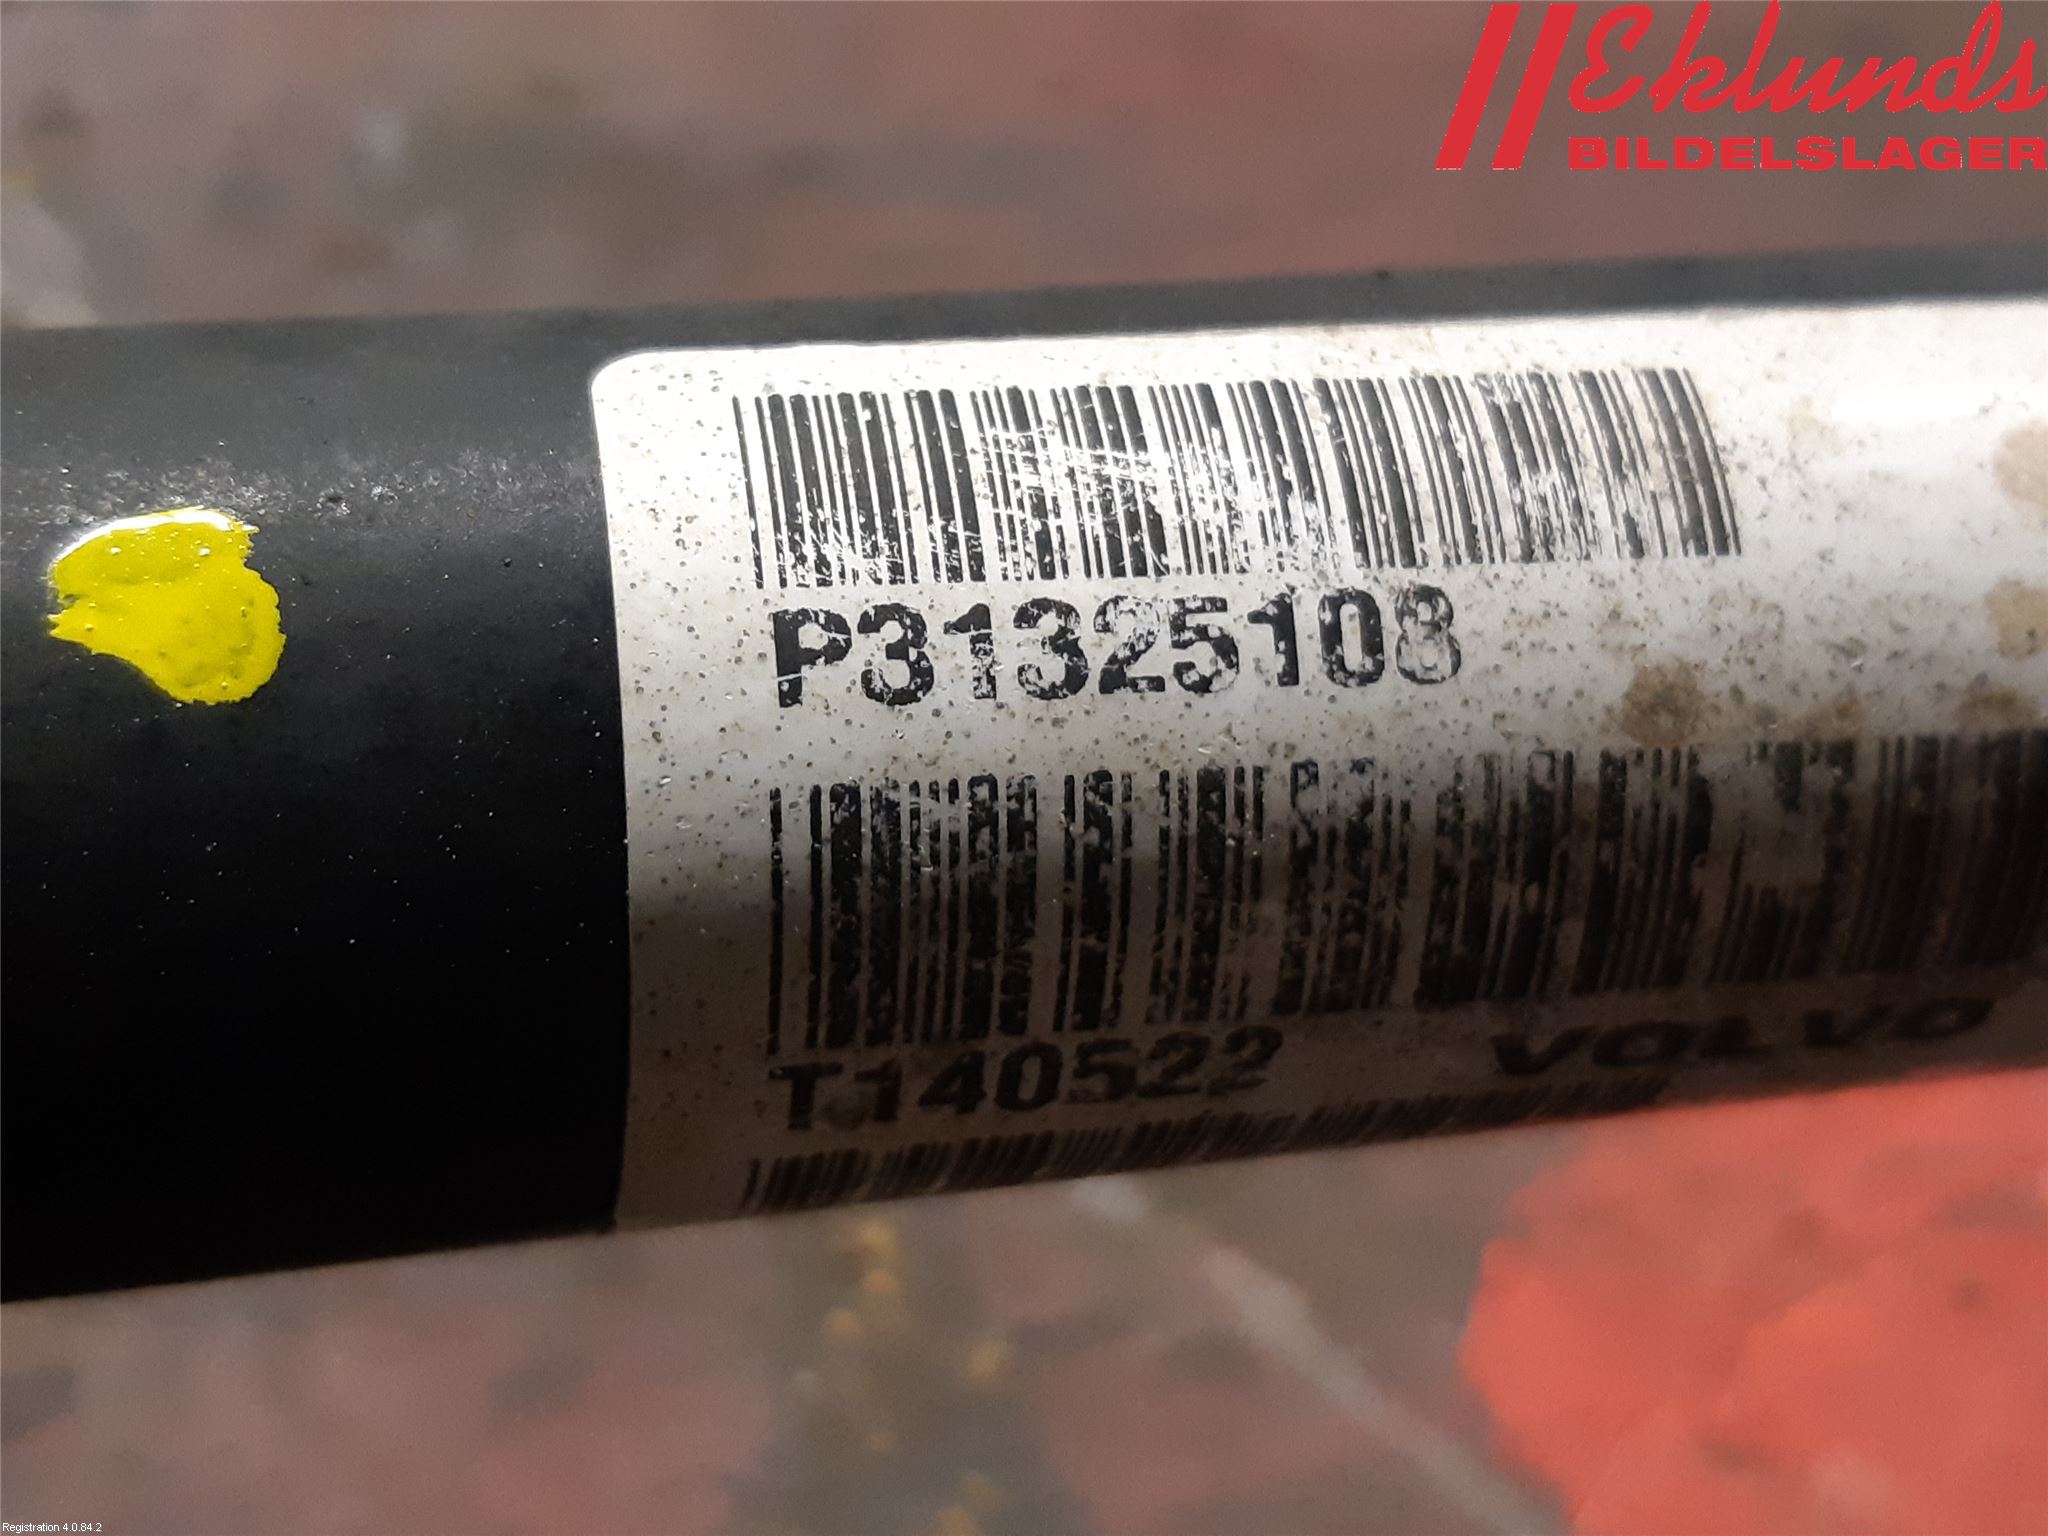 Eklunds
BILDELSLAGER
P31325108
T140522 VOLVO
Registration 4.0.84.2